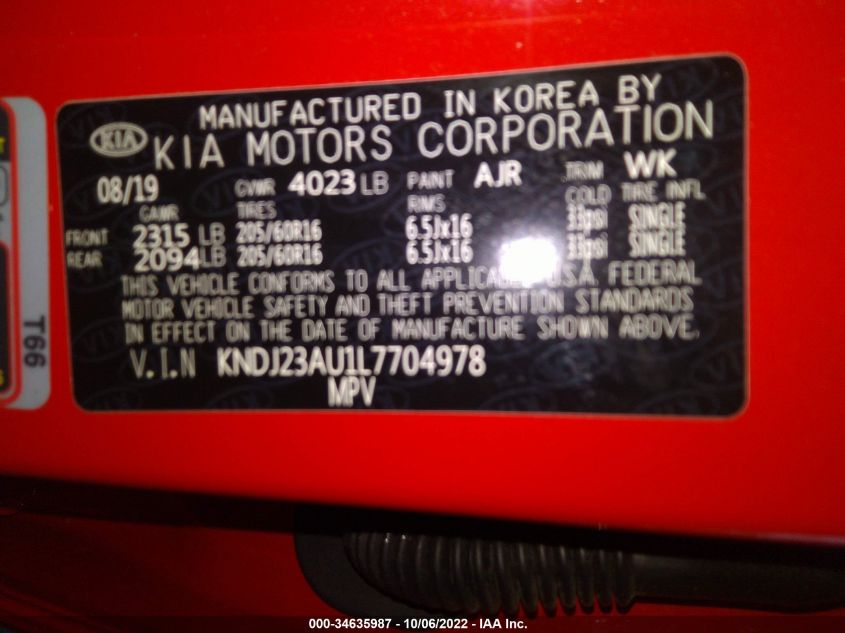 MANUFACTURED IN KOREA BY
KIA KIA MOTORS CORPORATION
08/19 GVWR 4023 LB PAINT AJR TRIM WK
GAWR TIRES RIMS COLD TIRE INFL
FRONT 2315 LB 205/60R16 6.5Jx16 33psi SINGLE
REAR 2094 LB 205/60R16 6.5Jx16 33psi SINGLE
THIS VEHICLE CONFORMS TO ALL U.S.A. FEDERAL
MOTOR VEHICLE SAFETY AND THEFT PREVENTION STANDARDS
IN EFFECT ON THE DATE OF MANUFACTURE SHOWN ABOVE.
V.I.N KNDJ23AU1L7704978
MPV
T66
000-34635987 - 10/06/2022 - IAA Inc.